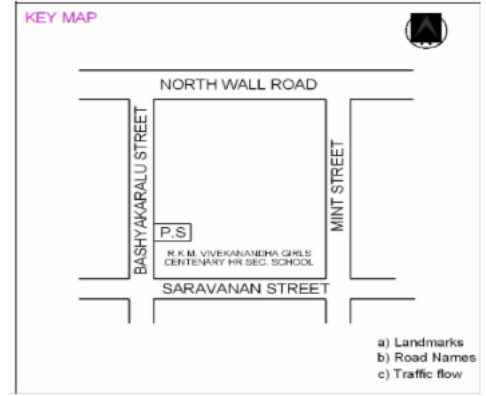 KEY MAP
NORTH WALL ROAD
BASHYAKARALU STREET
MINT STREET
P.S
R.K.M. VIVEKANANDHA GIRLS
CENTENARY HR.SEC. SCHOOL
SARAVANAN STREET
a) Landmarks
b) Road Names
c) Traffic flow